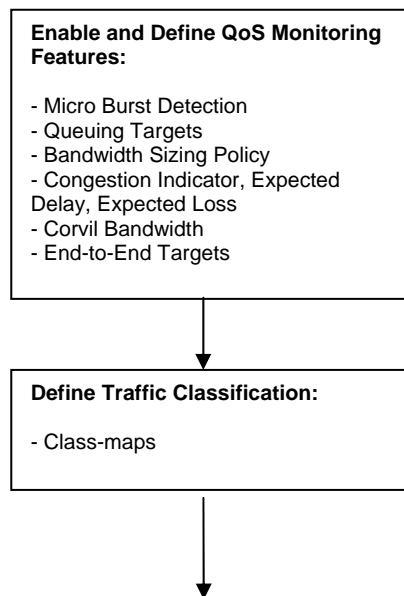 Enable and Define QoS Monitoring
Features:
- Micro Burst Detection
- Queuing Targets
- Bandwidth Sizing Policy
- Congestion Indicator, Expected
Delay, Expected Loss
- Corvil Bandwidth
- End-to-End Targets
Define Traffic Classification:
- Class-maps